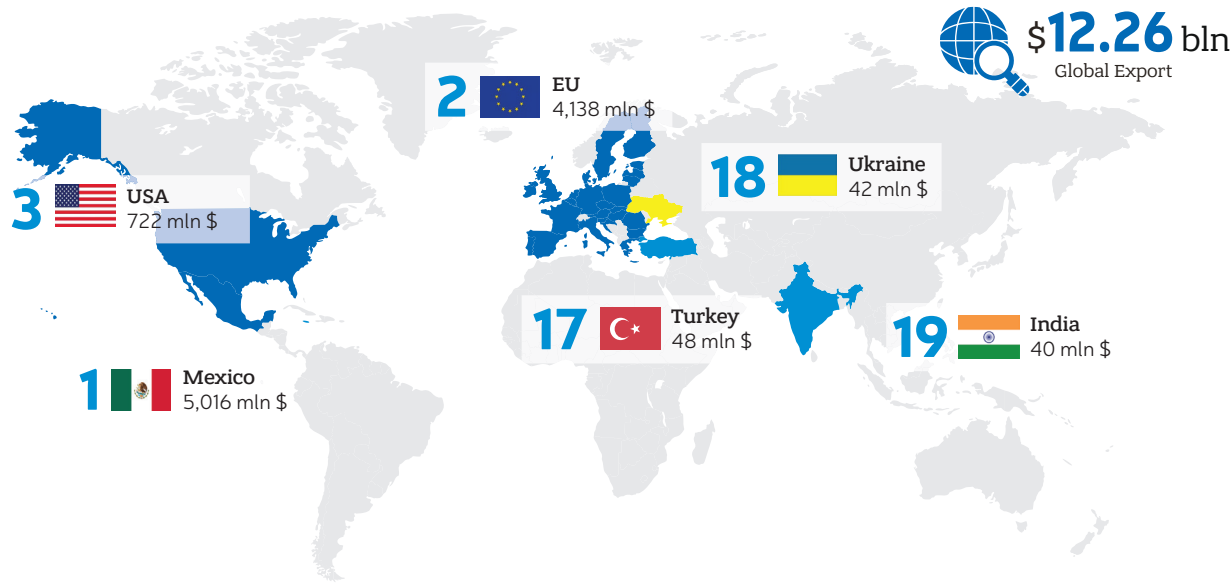 $12.26 bln
Global Export
2
EU
4,138 mln $
18
Ukraine
42 mln $
3
USA
722 mln $
17
Turkey
48 mln $
19
India
40 mln $
1
Mexico
5,016 mln $